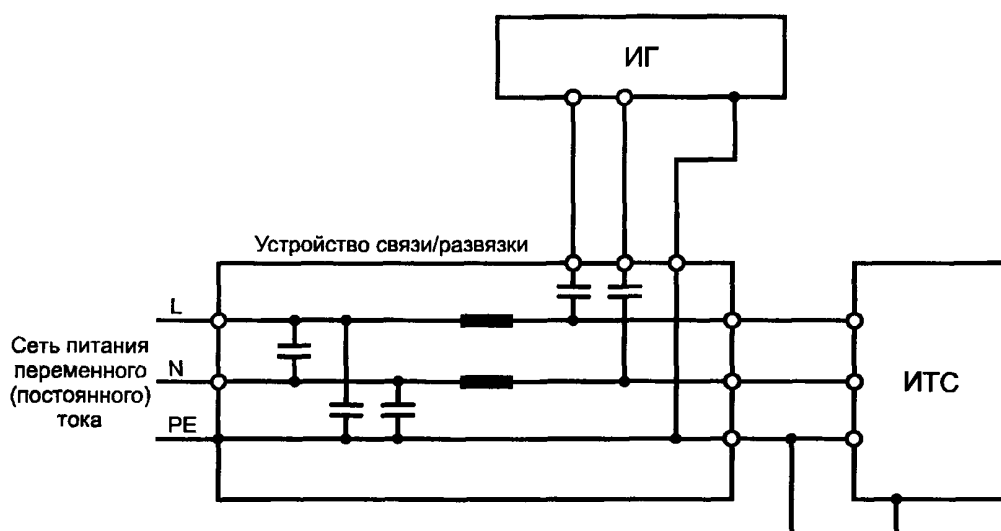 ИГ
Устройство связи/развязки
L
Сеть питания
переменного
(постоянного)
тока
N
PE
ИТС